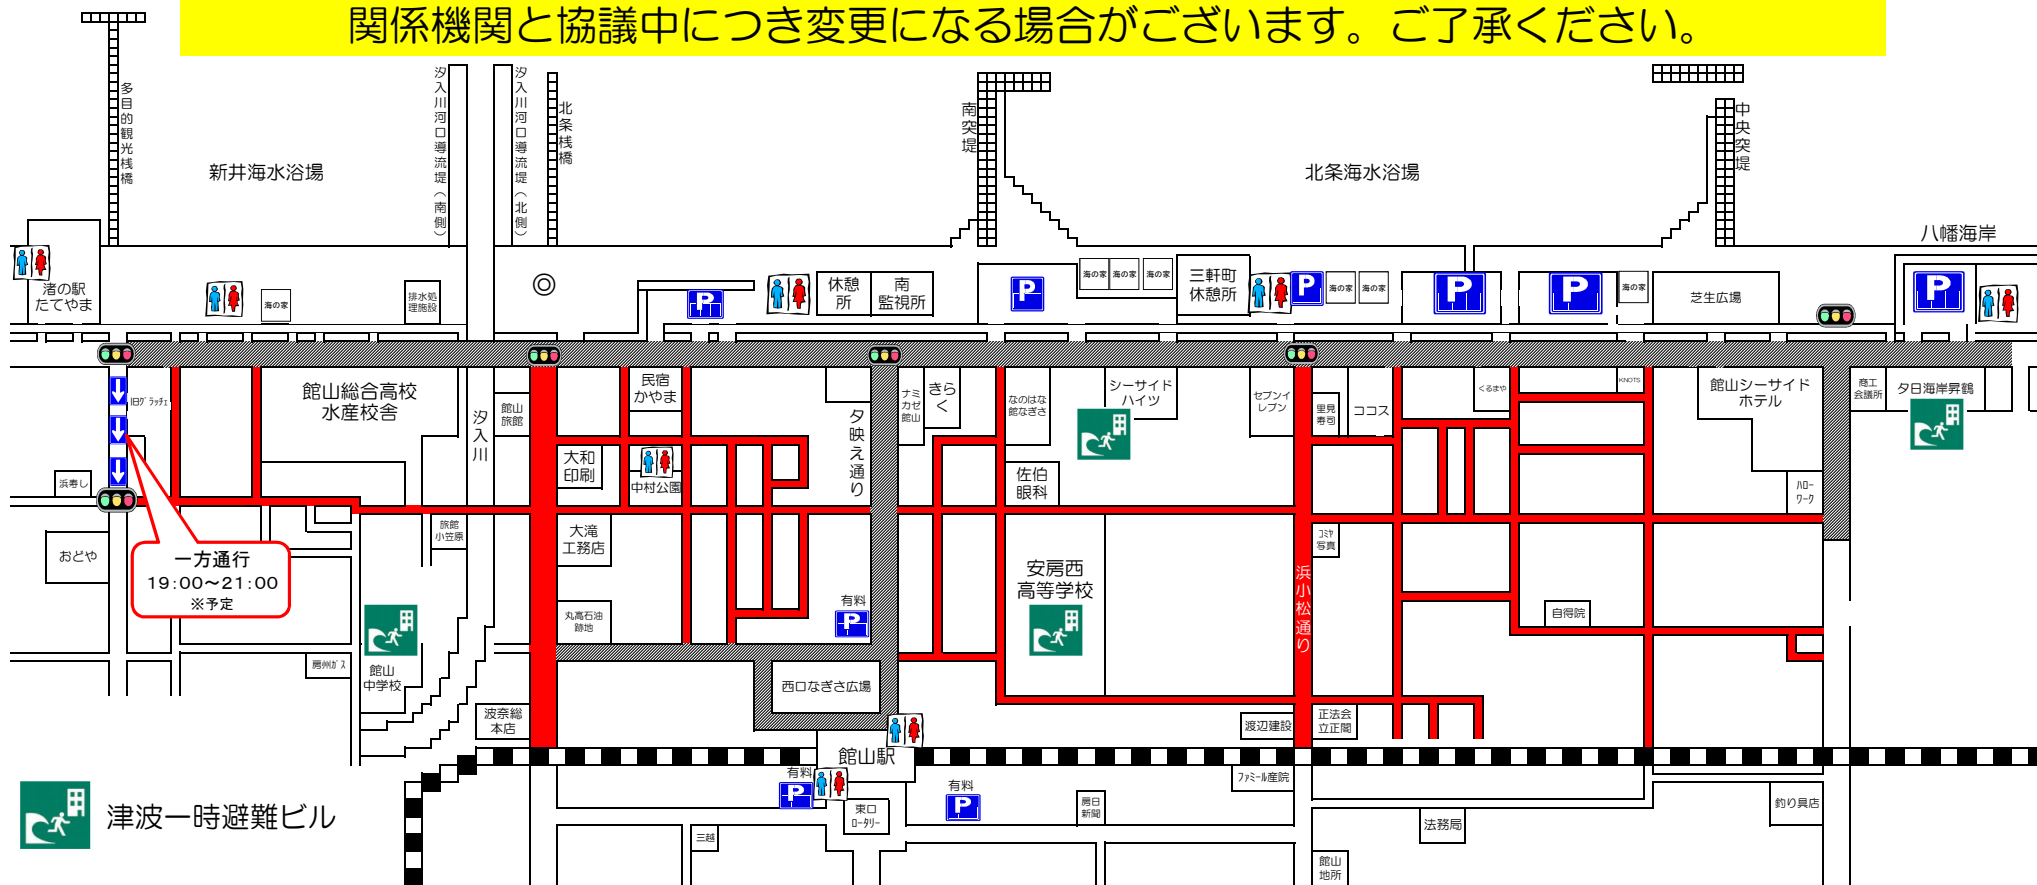 関係機関と協議中につき変更になる場合がございます。ご了承ください。
多目的観光桟橋
新井海水浴場
汐入川河口導流堤(南側)
汐入川河口導流堤(北側)
北条桟橋
南突堤
北条海水浴場
中央突堤
八幡海岸
渚の駅
たてやま
海の家
排水処
理施設
休憩
所
南
監視所
海の家
海の家
海の家
三軒町
休憩所
海の家
海の家
海の家
芝生広場
P
P
P
P
P
P
旧グラッチェ
館山総合高校
水産校舎
汐入川
館山
旅館
民宿
かやま
夕映え通り
ナミ
カゼ
館山
きら
く
なのはな
館なぎさ
シーサイド
ハイツ
セブンイ
レブン
里見
寿司
ココス
くるまや
KNOTS
館山シーサイド
ホテル
商工
会議所
夕日海岸昇鶴
浜寿し
大和
印刷
中村公園
佐伯
眼科
ハロー
ワーク
おどや
一方通行
19:00～21:00
※予定
旅館
小笠原
大滝
工務店
安房西
高等学校
コミヤ
写真
浜小松通り
自得院
丸高石油
跡地
有料
P
房州ガス
館山
中学校
西口なぎさ広場
波奈総
本店
渡辺建設
正法会
立正閣
館山駅
有料
P
東口
ロータリー
有料
P
三越
房日
新聞
ファミール産院
法務局
釣り具店
館山
地所
津波一時避難ビル